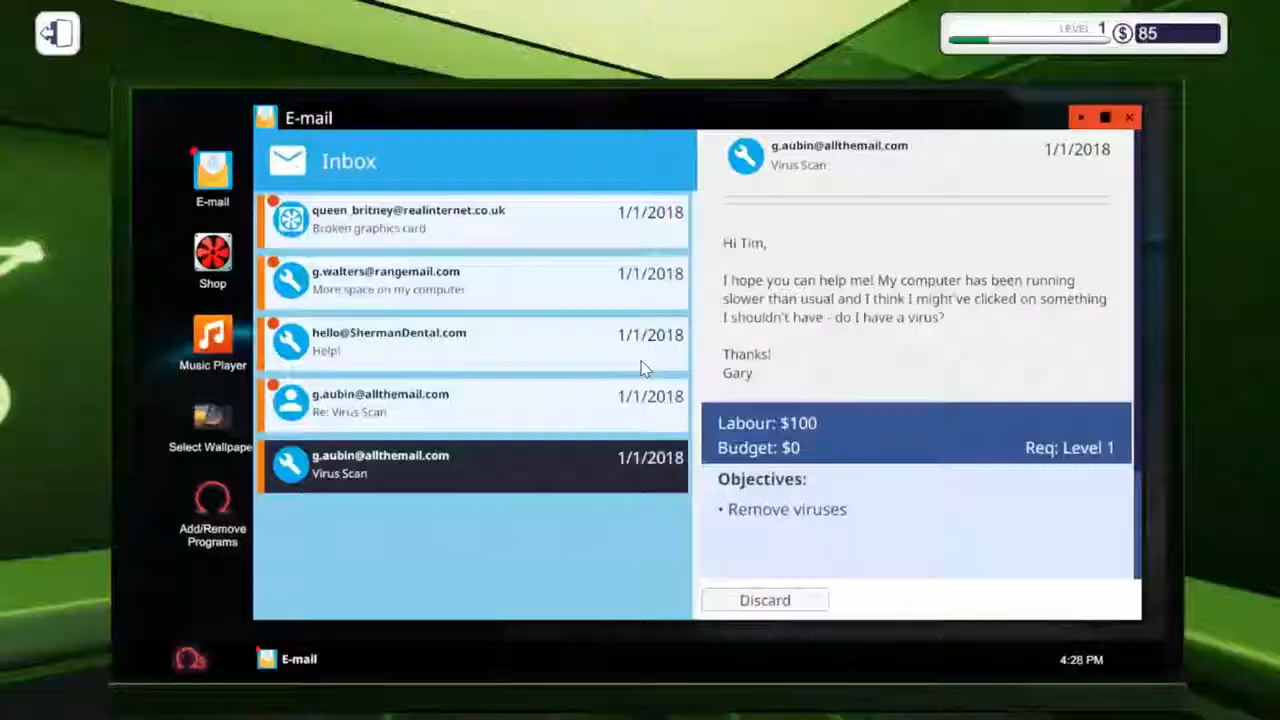 LEVEL 1
$ 85
E-mail
Inbox
queen_britney@realinternet.co.uk
1/1/2018
Broken graphics card
g.walters@rangemail.com
1/1/2018
More space on my computer
hello@ShermanDental.com
1/1/2018
Help!
g.aubin@allthemail.com
1/1/2018
Re: Virus Scan
g.aubin@allthemail.com
1/1/2018
Virus Scan
g.aubin@allthemail.com
1/1/2018
Virus Scan
Hi Tim,
I hope you can help me! My computer has been running
slower than usual and I think I might've clicked on something
I shouldn't have - do I have a virus?
Thanks!
Gary
Labour: $100
Budget: $0
Req: Level 1
Objectives:
• Remove viruses
Discard
E-mail
Shop
Music Player
Select Wallpape
Add/Remove
Programs
E-mail
4:28 PM